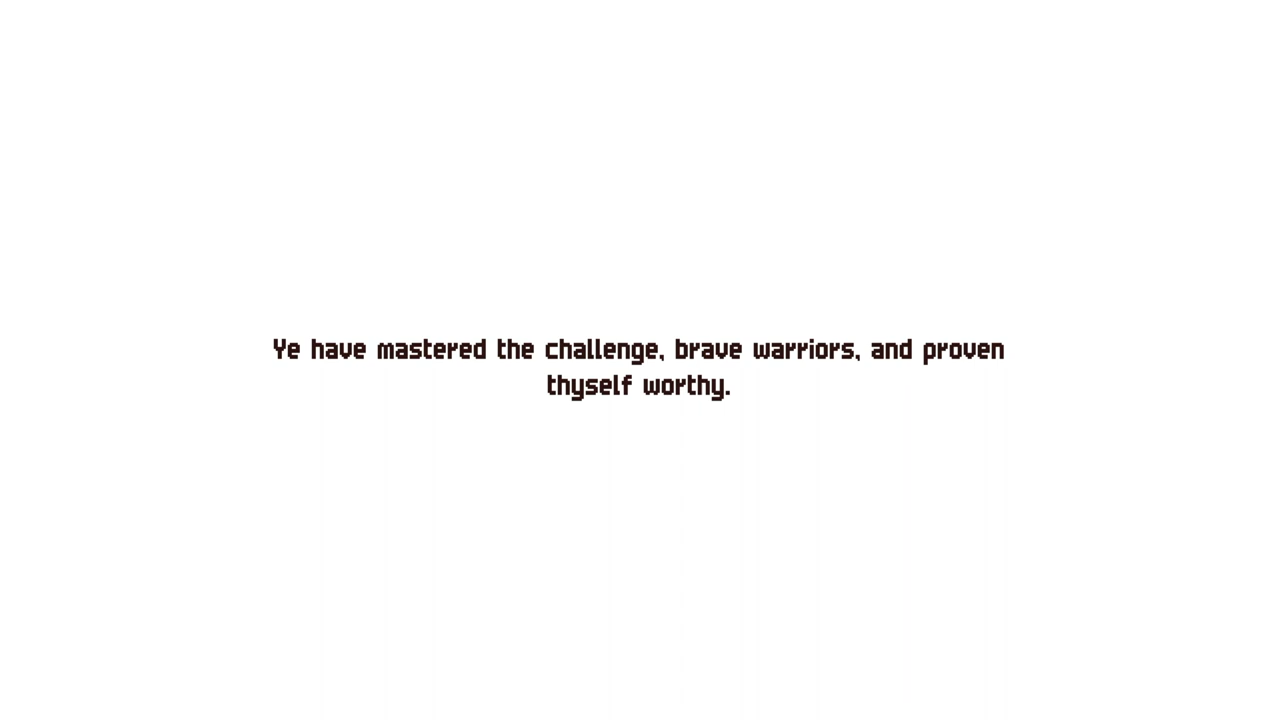 Ye have mastered the challenge, brave warriors, and proven
thyself worthy.